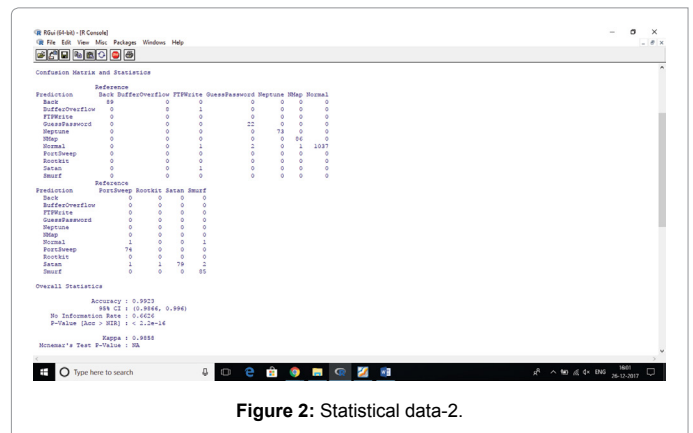 RGui (64-bit) - [R Console]
File Edit View Misc Packages Windows Help
Confusion Matrix and Statistics
Reference
Prediction Back BufferOverflow FTPWrite GuessPassword Neptune NMap Normal
Back 89 0 0 0 0 0 0
BufferOverflow 0 0 1 0 0 0 0
FTPWrite 0 0 0 0 0 0 0
GuessPassword 0 0 0 22 0 0 0
Neptune 0 0 0 0 73 0 0
NMap 0 0 0 0 0 86 0
Normal 0 0 1 2 0 1 1037
PortSweep 0 0 0 0 0 0 0
Rootkit 0 0 0 0 0 0 0
Satan 0 0 1 0 0 0 0
Smurf 0 0 0 0 0 0 0
Reference
Prediction PortSweep Rootkit Satan Smurf
Back 0 0 0 0
BufferOverflow 0 0 0 0
FTPWrite 0 0 0 0
GuessPassword 0 0 0 0
Neptune 0 0 0 0
NMap 0 0 0 0
Normal 1 0 0 1
PortSweep 74 0 0 0
Rootkit 0 0 0 0
Satan 1 1 79 2
Smurf 0 0 0 85
Overall Statistics
Accuracy : 0.9923
95% CI : (0.9866, 0.996)
No Information Rate : 0.6626
P-Value [Acc > NIR] : < 2.2e-16
Kappa : 0.9858
Mcnemar's Test P-Value : NA
Type here to search
ENG
16:01
26-12-2017
Figure 2: Statistical data-2.